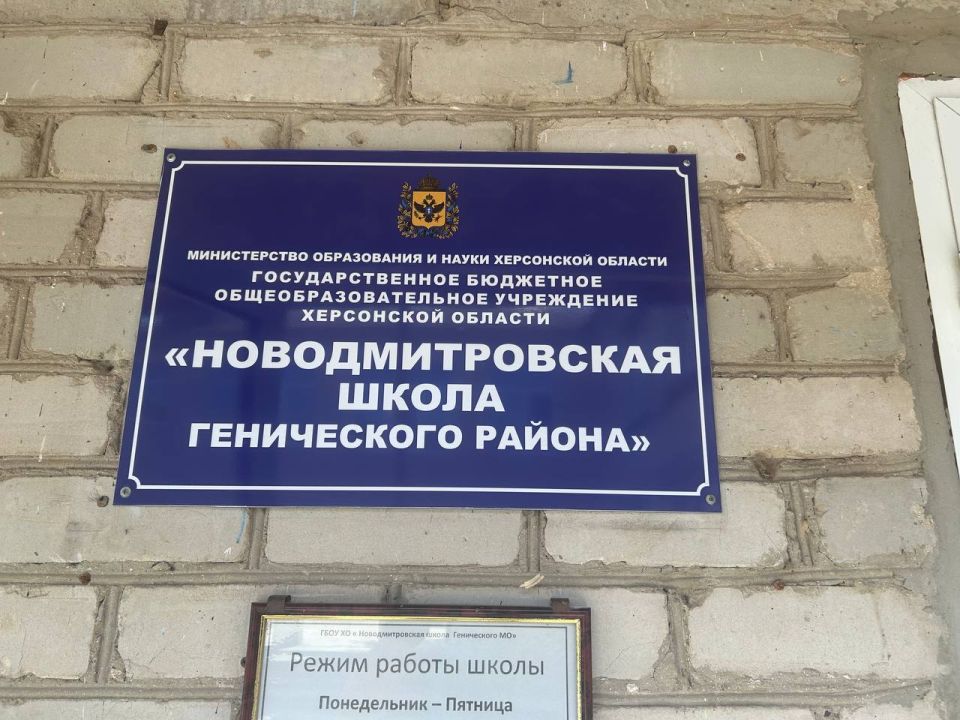 МИНИСТЕРСТВО ОБРАЗОВАНИЯ И НАУКИ ХЕРСОНСКОЙ ОБЛАСТИ
ГОСУДАРСТВЕННОЕ БЮДЖЕТНОЕ
ОБЩЕОБРАЗОВАТЕЛЬНОЕ УЧРЕЖДЕНИЕ
ХЕРСОНСКОЙ ОБЛАСТИ
«НОВОДМИТРОВСКАЯ
ШКОЛА
ГЕНИЧЕСКОГО РАЙОНА»
ГБОУ ХО « Новодмитровская школа Генического МО»
Режим работы школы
Понедельник – Пятница